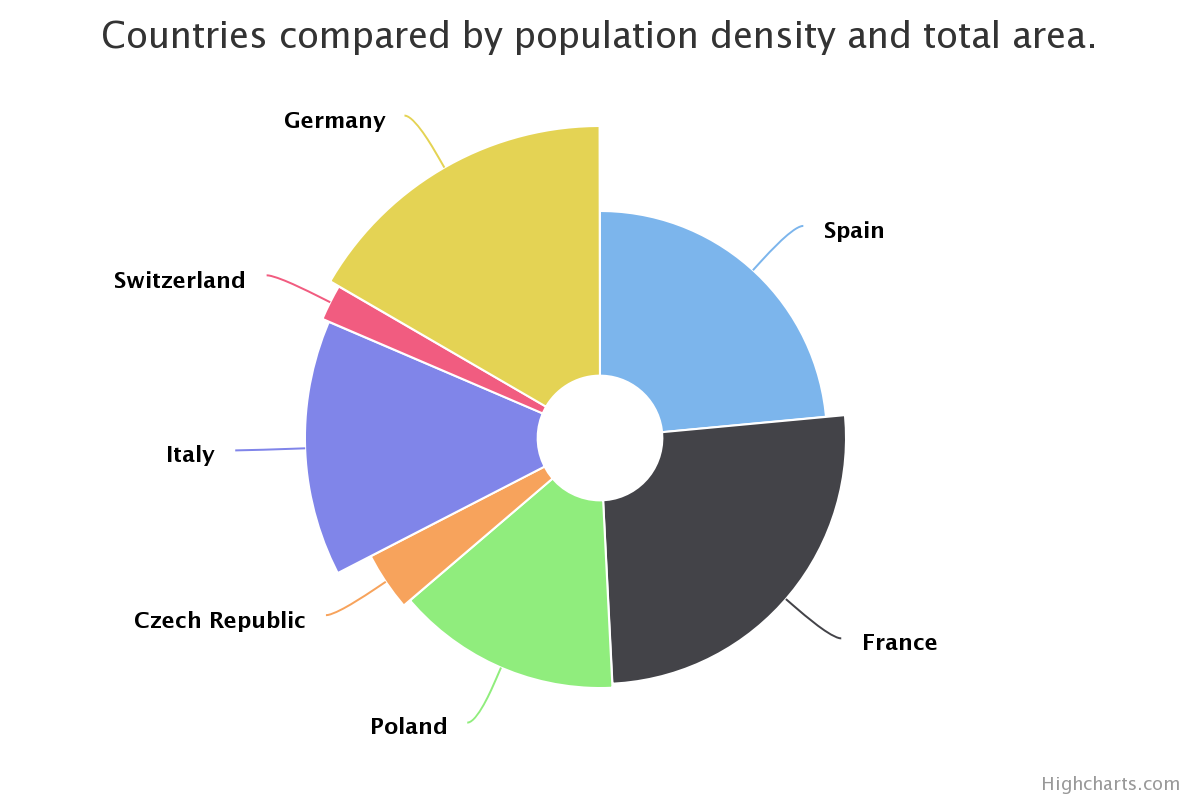 Countries compared by population density and total area.
Germany
Spain
Switzerland
Italy
Czech Republic
France
Poland
Highcharts.com